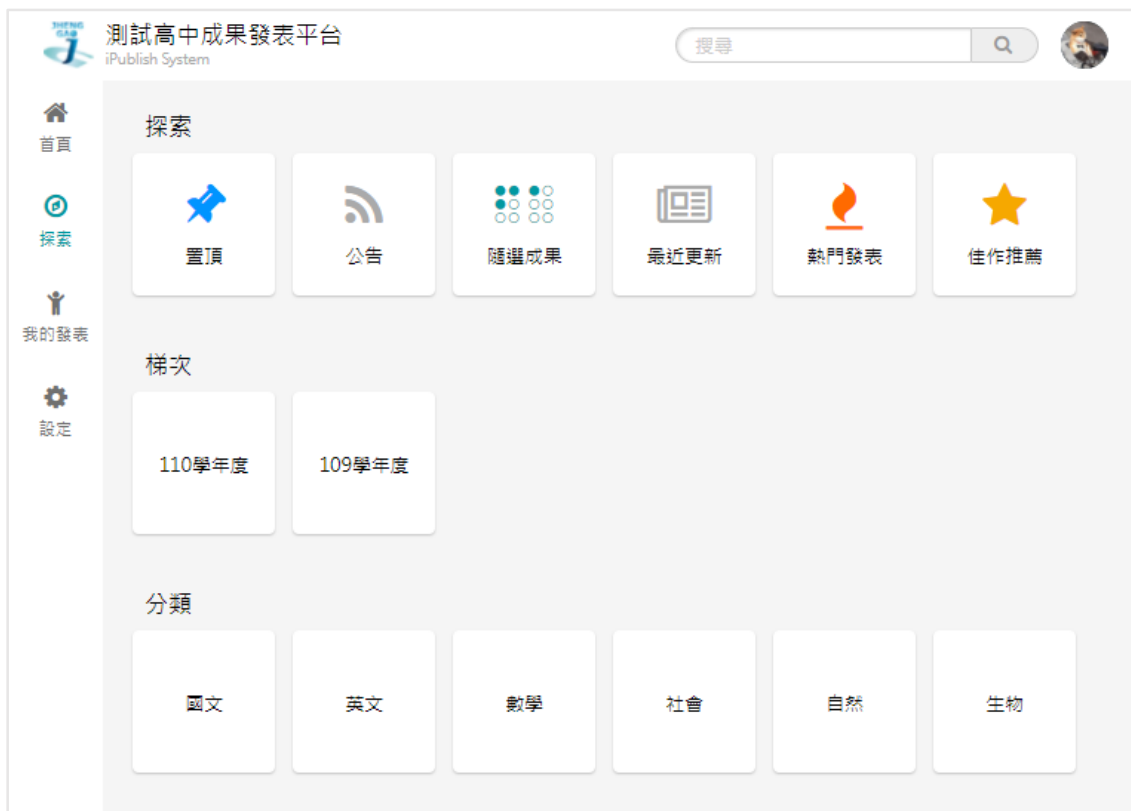 ZHENG
GAO
測試高中成果發表平台
iPublish System
搜尋
首頁
探索
我的發表
設定
探索
置頂
公告
隨選成果
最近更新
熱門發表
佳作推薦
梯次
110學年度
109學年度
分類
國文
英文
數學
社會
自然
生物